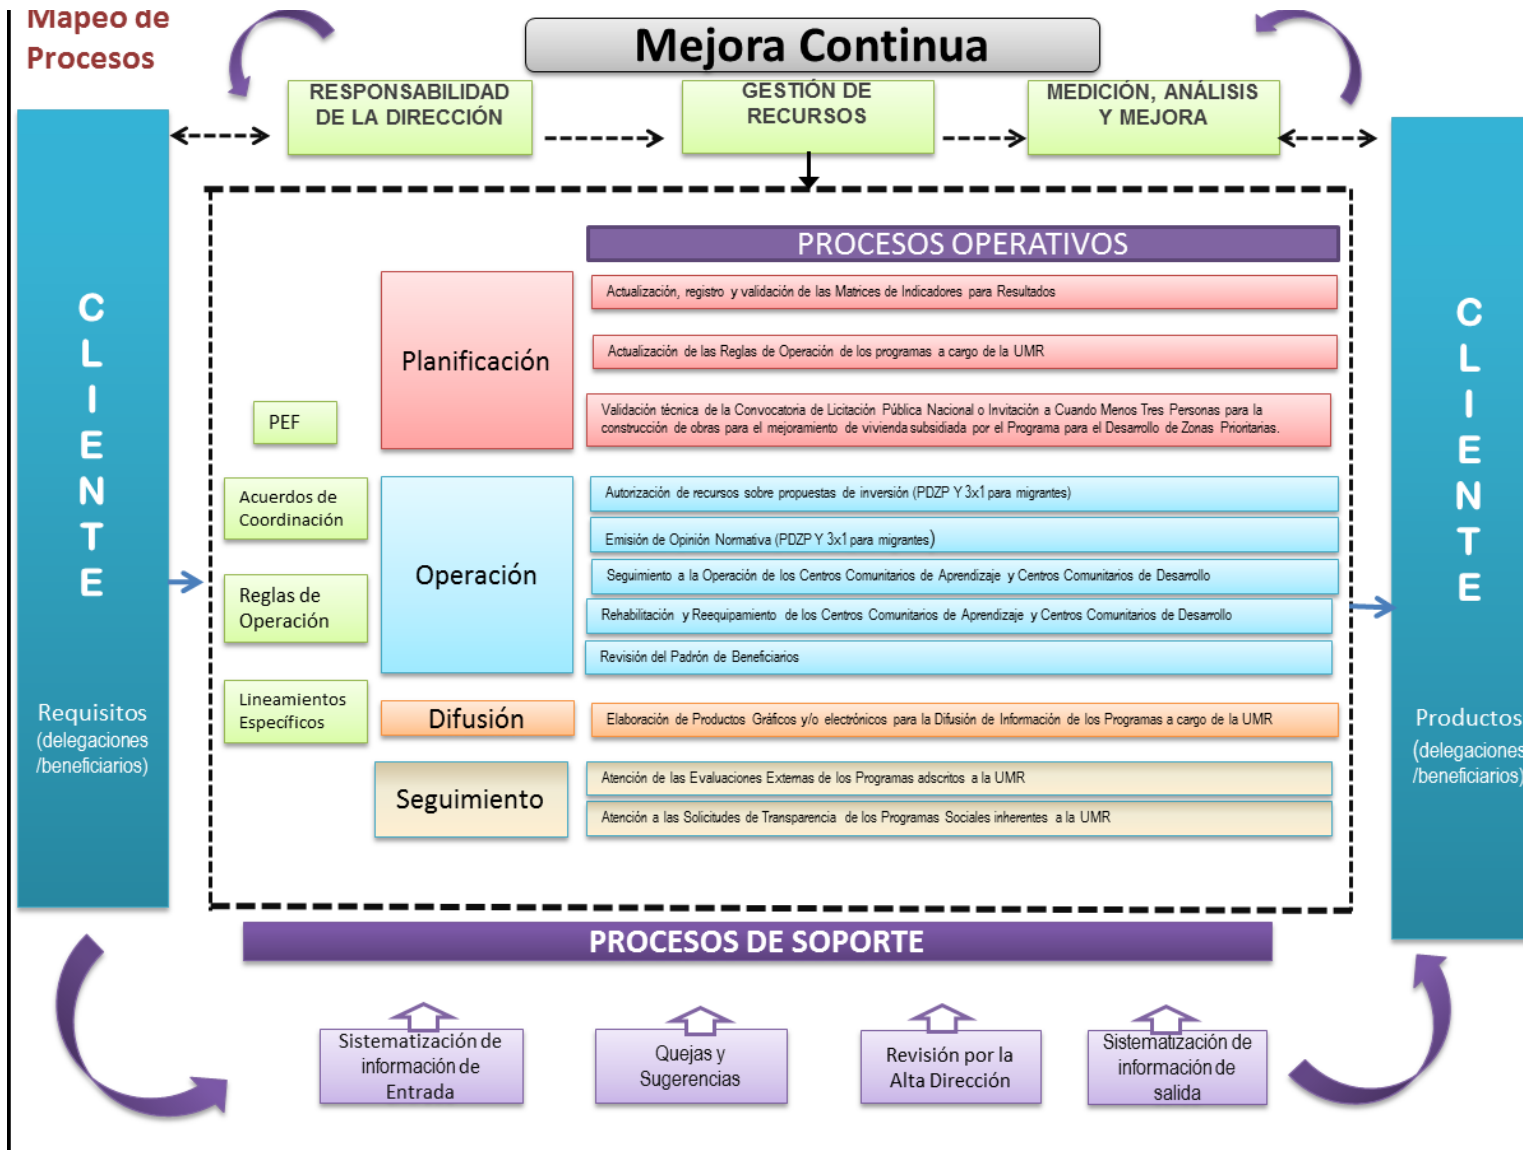 Mapeo de
Procesos
Mejora Continua
RESPONSABILIDAD
DE LA DIRECCIÓN
GESTIÓN DE
RECURSOS
MEDICIÓN, ANÁLISIS
Y MEJORA
C
L
I
E
N
T
E
Requisitos
(delegaciones
/beneficiarios)
PROCESOS OPERATIVOS
PEF
Acuerdos de
Coordinación
Reglas de
Operación
Lineamientos
Específicos
Planificación
Actualización, registro y validación de las Matrices de Indicadores para Resultados
Actualización de las Reglas de Operación de los programas a cargo de la UMR
Validación técnica de la Convocatoria de Licitación Pública Nacional o Invitación a Cuando Menos Tres Personas para la
construcción de obras para el mejoramiento de vivienda subsidiada por el Programa para el Desarrollo de Zonas Prioritarias.
Operación
Autorización de recursos sobre propuestas de inversión (PDZP Y 3x1 para migrantes)
Emisión de Opinión Normativa (PDZP Y 3x1 para migrantes)
Seguimiento a la Operación de los Centros Comunitarios de Aprendizaje y Centros Comunitarios de Desarrollo
Rehabilitación y Reequipamiento de los Centros Comunitarios de Aprendizaje y Centros Comunitarios de Desarrollo
Revisión del Padrón de Beneficiarios
Difusión
Elaboración de Productos Gráficos y/o electrónicos para la Difusión de Información de los Programas a cargo de la UMR
Seguimiento
Atención de las Evaluaciones Externas de los Programas adscritos a la UMR
Atención a las Solicitudes de Transparencia de los Programas Sociales inherentes a la UMR
C
L
I
E
N
T
E
Productos
(delegaciones
/beneficiarios)
PROCESOS DE SOPORTE
Sistematización de
información de
Entrada
Quejas y
Sugerencias
Revisión por la
Alta Dirección
Sistematización de
información de
salida